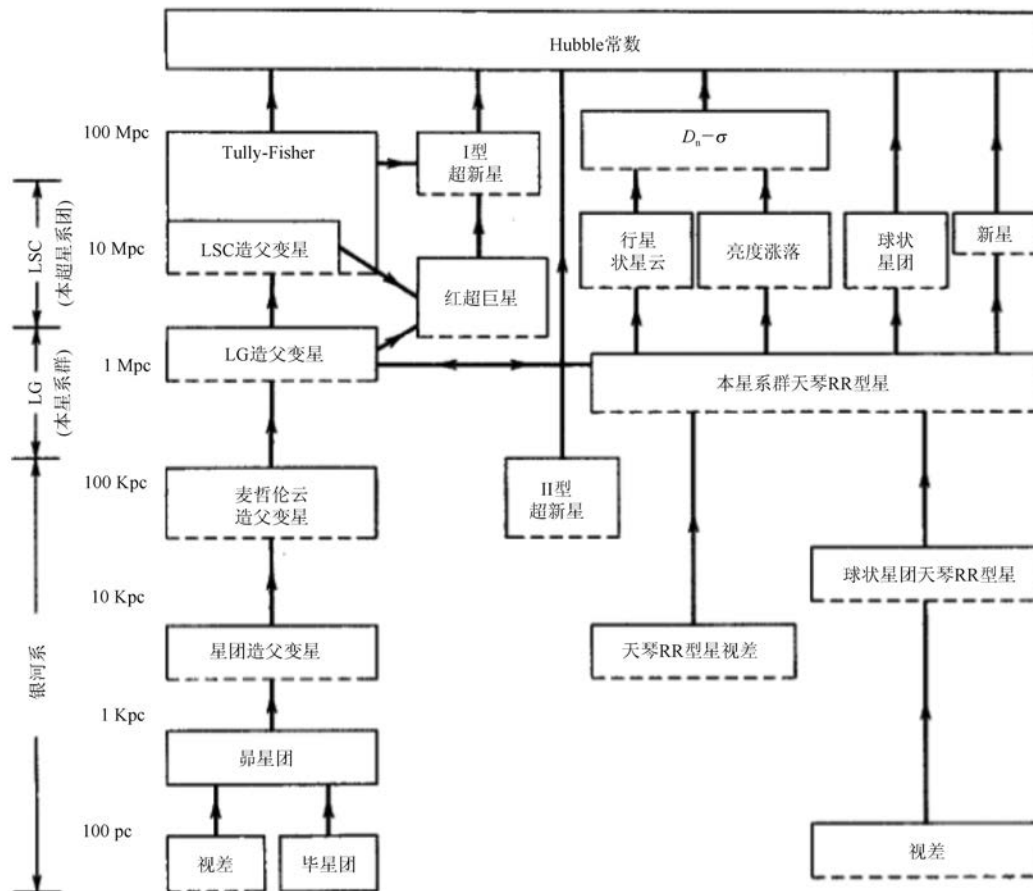 Hubble常数
100 Mpc
Tully-Fisher
I型
超新星
Dₙ−σ
LSC
(本超星系团)
10 Mpc
LSC造父变星
红超巨星
行星
状星云
亮度涨落
球状
星团
新星
LG
(本星系群)
1 Mpc
LG造父变星
本星系群天琴RR型星
100 Kpc
麦哲伦云
造父变星
II型
超新星
10 Kpc
球状星团天琴RR型星
星团造父变星
天琴RR型星视差
银河系
1 Kpc
昴星团
100 pc
视差
毕星团
视差